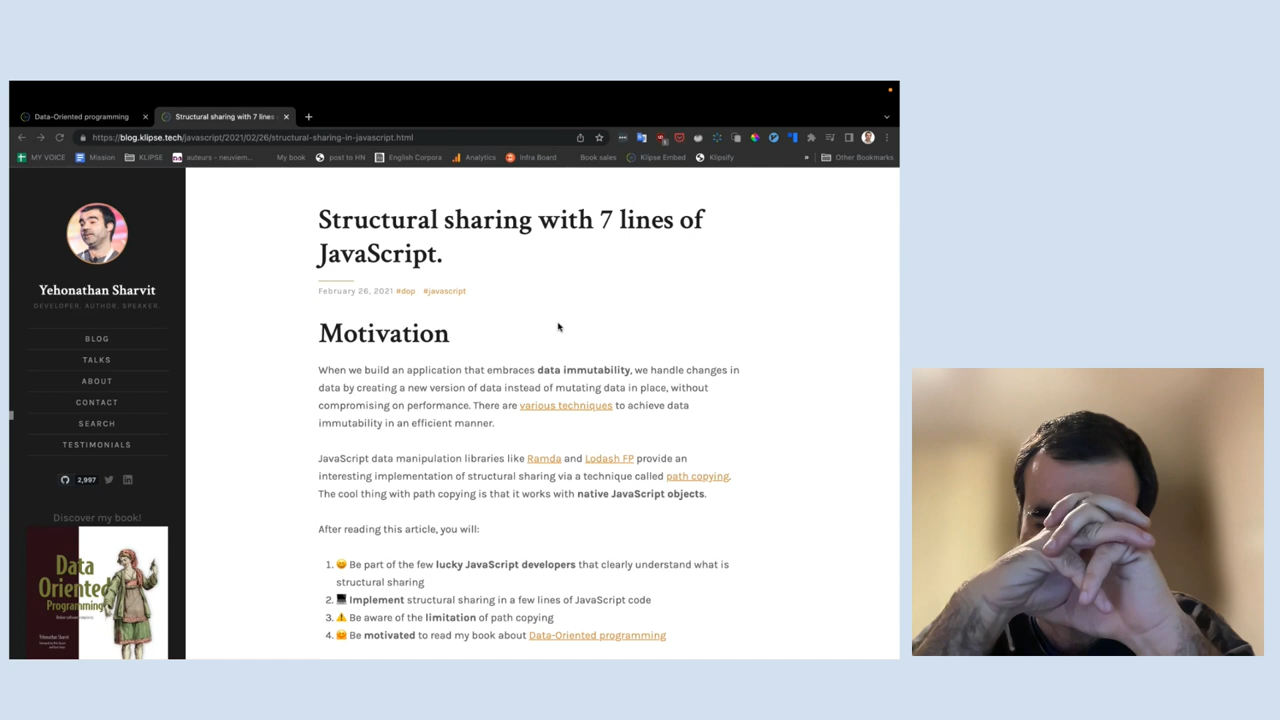 Data-Oriented programming
Structural sharing with 7 lines
https://blog.klipse.tech/javascript/2021/02/26/structural-sharing-in-javascript.html
MY VOICE Mission KLIPSE auteurs – neuviem... My book post to HN English Corpora Analytics Infra Board Book sales Klipse Embed Klipsify » Other Bookmarks
Yehonathan Sharvit
DEVELOPER. AUTHOR. SPEAKER.
BLOG
TALKS
ABOUT
CONTACT
SEARCH
TESTIMONIALS
2,997
Discover my book!
Data
Oriented
Programming
Structural sharing with 7 lines of
JavaScript.
February 26, 2021 #dop #javascript
Motivation
When we build an application that embraces data immutability, we handle changes in
data by creating a new version of data instead of mutating data in place, without
compromising on performance. There are various techniques to achieve data
immutability in an efficient manner.
JavaScript data manipulation libraries like Ramda and Lodash FP provide an
interesting implementation of structural sharing via a technique called path copying.
The cool thing with path copying is that it works with native JavaScript objects.
After reading this article, you will:
1. Be part of the few lucky JavaScript developers that clearly understand what is
structural sharing
2. Implement structural sharing in a few lines of JavaScript code
3. Be aware of the limitation of path copying
4. Be motivated to read my book about Data-Oriented programming